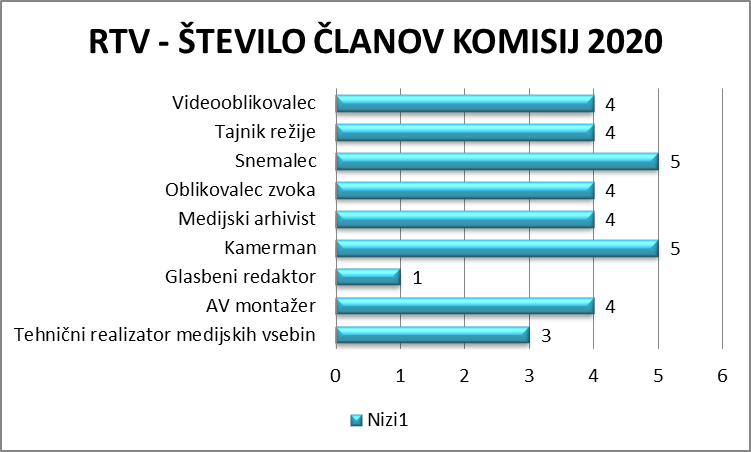 RTV - ŠTEVILO ČLANOV KOMISIJ 2020
Videooblikovalec 4
Tajnik režije 4
Snemalec 5
Oblikovalec zvoka 4
Medijski arhivist 4
Kamerman 5
Glasbeni redaktor 1
AV montažer 4
Tehnični realizator medijskih vsebin 3
0 1 2 3 4 5 6
Nizi1